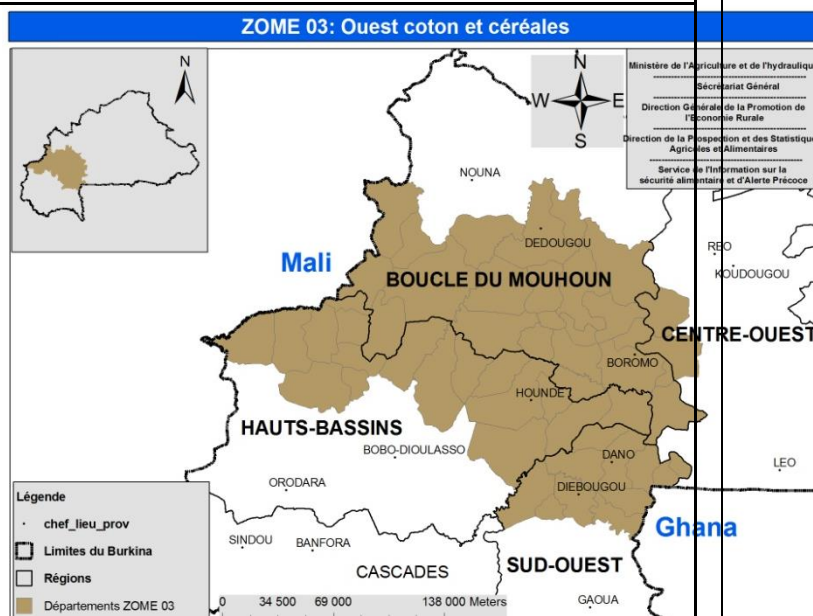 ZOME 03: Ouest coton et céréales
N
N
W
E
S
Ministère de l'Agriculture et de l'hydraulique
Sécrétariat Général
Direction Générale de la Promotion de
l'Economie Rurale
Direction de la Prospection et des Statistiques
Agricoles et Alimentaires
Service de l'Information sur la
sécurité alimentaire et d'Alerte Précoce
NOUNA
DEDOUGOU
REO
KOUDOUGOU
Mali
BOUCLE DU MOUHOUN
CENTRE-OUEST
BOROMO
HOUNDE
HAUTS-BASSINS
BOBO-DIOULASSO
DANO
LEO
ORODARA
DIEBOUGOU
Ghana
SINDOU
BANFORA
SUD-OUEST
CASCADES
GAOUA
Légende
chef_lieu_prov
Limites du Burkina
Régions
Départements ZOME 03
0 34 500 69 000 138 000 Meters